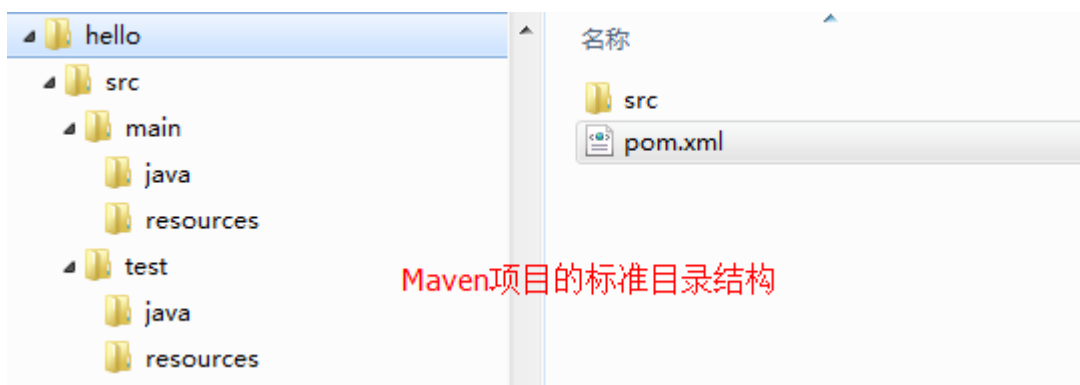 hello
src
main
java
resources
test
java
resources
名称
src
pom.xml
Maven项目的标准目录结构